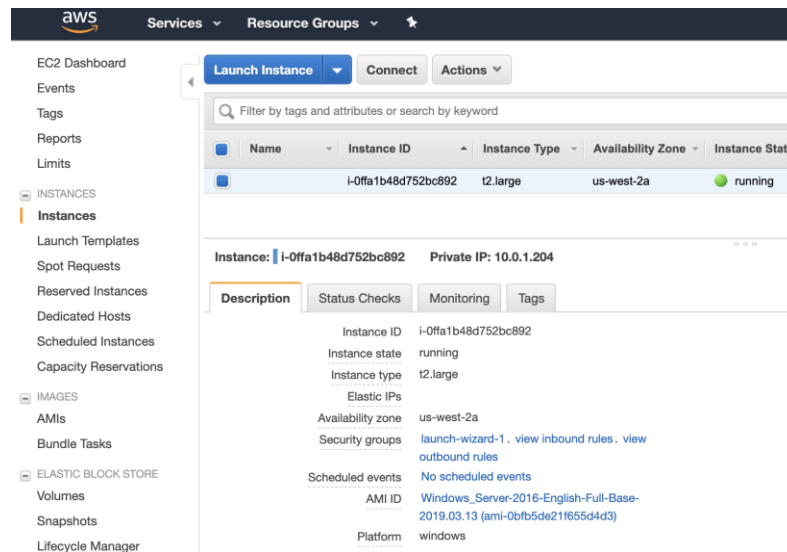 aws Services Resource Groups
EC2 Dashboard
Events
Tags
Reports
Limits
INSTANCES
Instances
Launch Templates
Spot Requests
Reserved Instances
Dedicated Hosts
Scheduled Instances
Capacity Reservations
IMAGES
AMIs
Bundle Tasks
ELASTIC BLOCK STORE
Volumes
Snapshots
Lifecycle Manager
Launch Instance Connect Actions
Filter by tags and attributes or search by keyword
Name Instance ID Instance Type Availability Zone Instance Stat
i-0ffa1b48d752bc892 t2.large us-west-2a running
Instance: i-0ffa1b48d752bc892 Private IP: 10.0.1.204
Description Status Checks Monitoring Tags
Instance ID i-0ffa1b48d752bc892
Instance state running
Instance type t2.large
Elastic IPs
Availability zone us-west-2a
Security groups launch-wizard-1. view inbound rules. view
outbound rules
Scheduled events No scheduled events
AMI ID Windows_Server-2016-English-Full-Base-
2019.03.13 (ami-0bfb5de21f655d4d3)
Platform windows